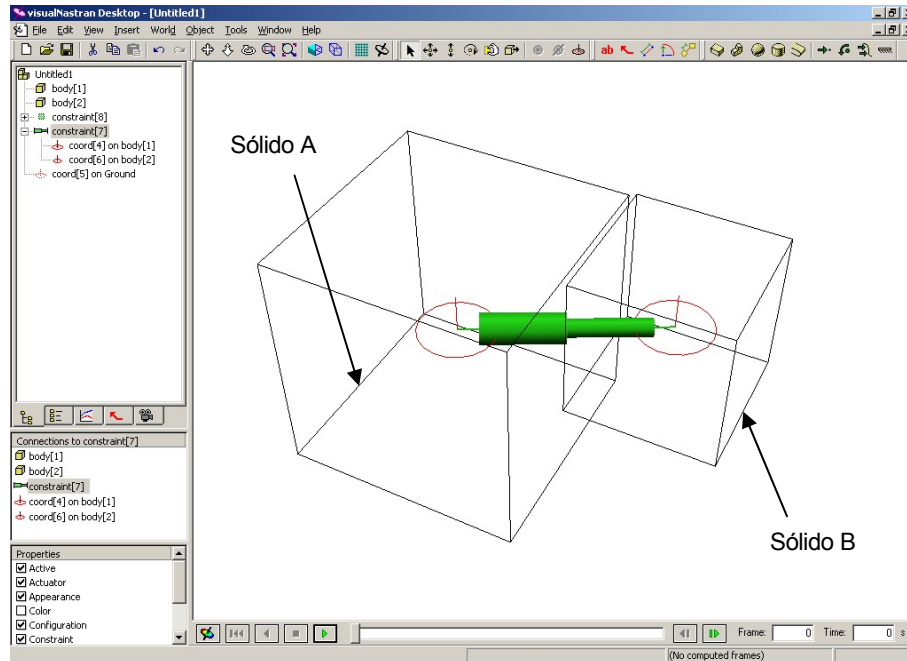 visualNastran Desktop - [Untitled1]
File Edit View Insert World Object Tools Window Help
ab
Untitled1
body[1]
body[2]
constraint[8]
constraint[7]
coord[4] on body[1]
coord[6] on body[2]
coord[5] on Ground
Sólido A
Sólido B
Connections to constraint[7]
body[1]
body[2]
constraint[7]
coord[4] on body[1]
coord[6] on body[2]
Properties
Active
Actuator
Appearance
Color
Configuration
Constraint
Frame: 0 Time: 0 s
(No computed frames)